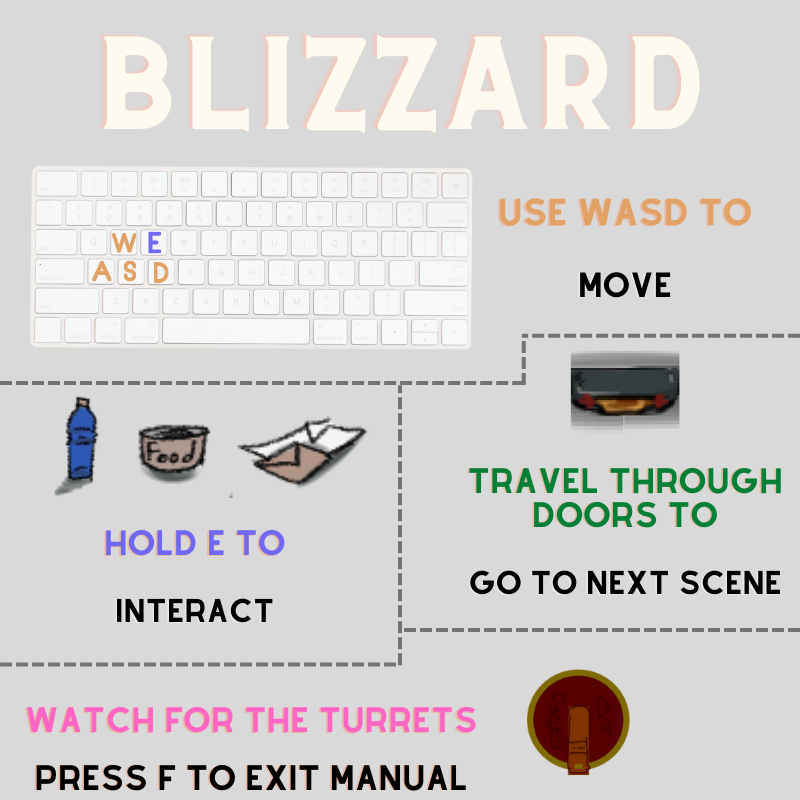 BLIZZARD
W E
A S D
USE WASD TO
MOVE
Food
HOLD E TO
INTERACT
TRAVEL THROUGH
DOORS TO
GO TO NEXT SCENE
WATCH FOR THE TURRETS
PRESS F TO EXIT MANUAL